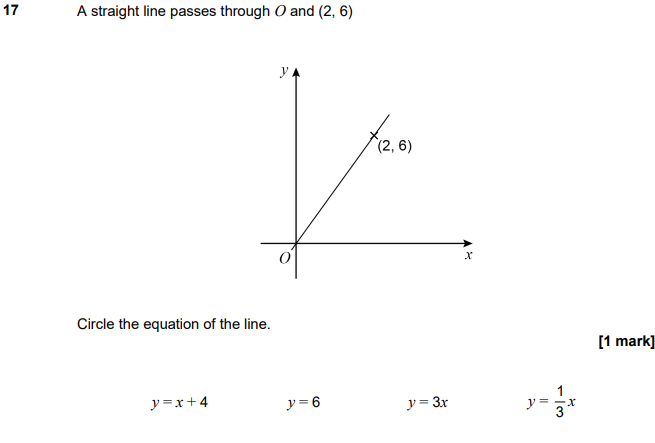 17 A straight line passes through O and (2, 6)
y
(2, 6)
O
x
Circle the equation of the line.
[1 mark]
y = x + 4 y = 6 y = 3x y = 1/3 x